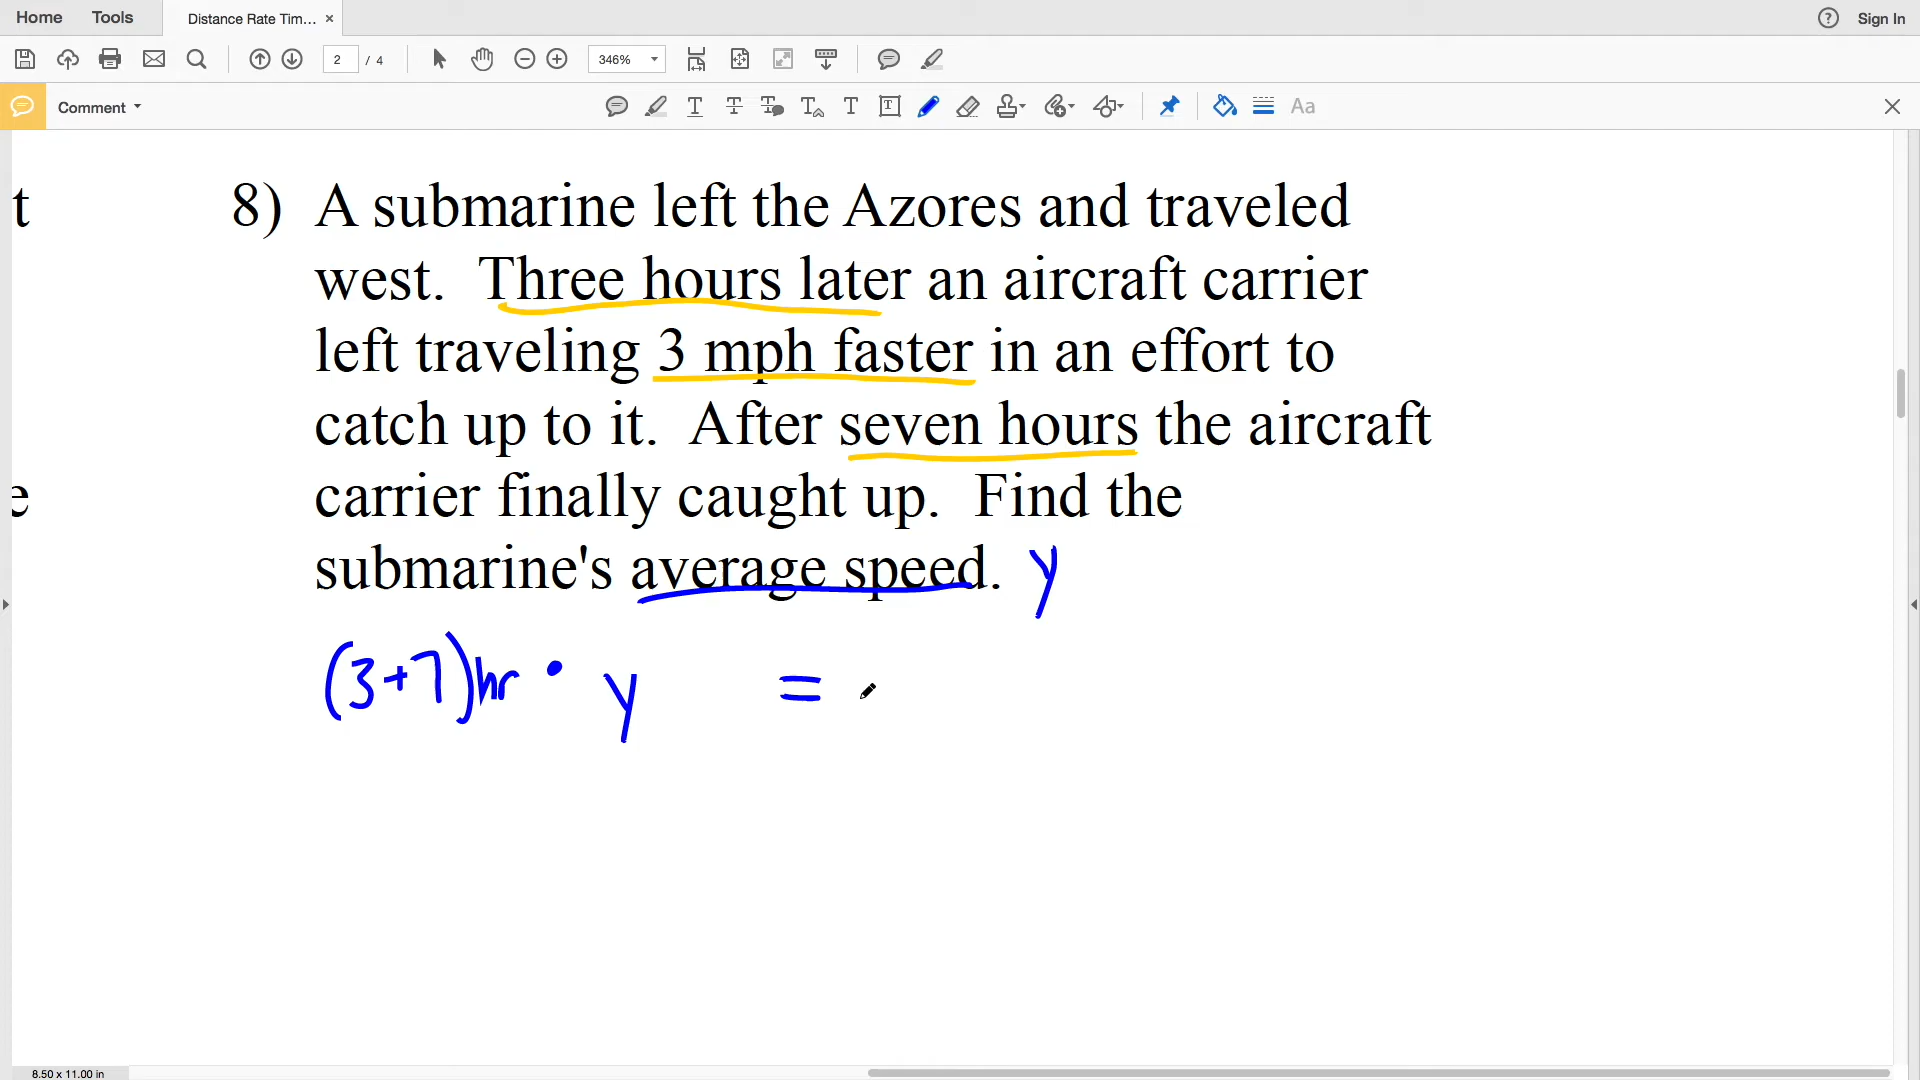 Home Tools Distance Rate Tim... × ? Sign In
2 / 4 346%
Comment T T T T T T Aa
t
8) A submarine left the Azores and traveled
west. Three hours later an aircraft carrier
left traveling 3 mph faster in an effort to
catch up to it. After seven hours the aircraft
e
carrier finally caught up. Find the
submarine's average speed. y
(3+7)hr • y =
8.50 x 11.00 in